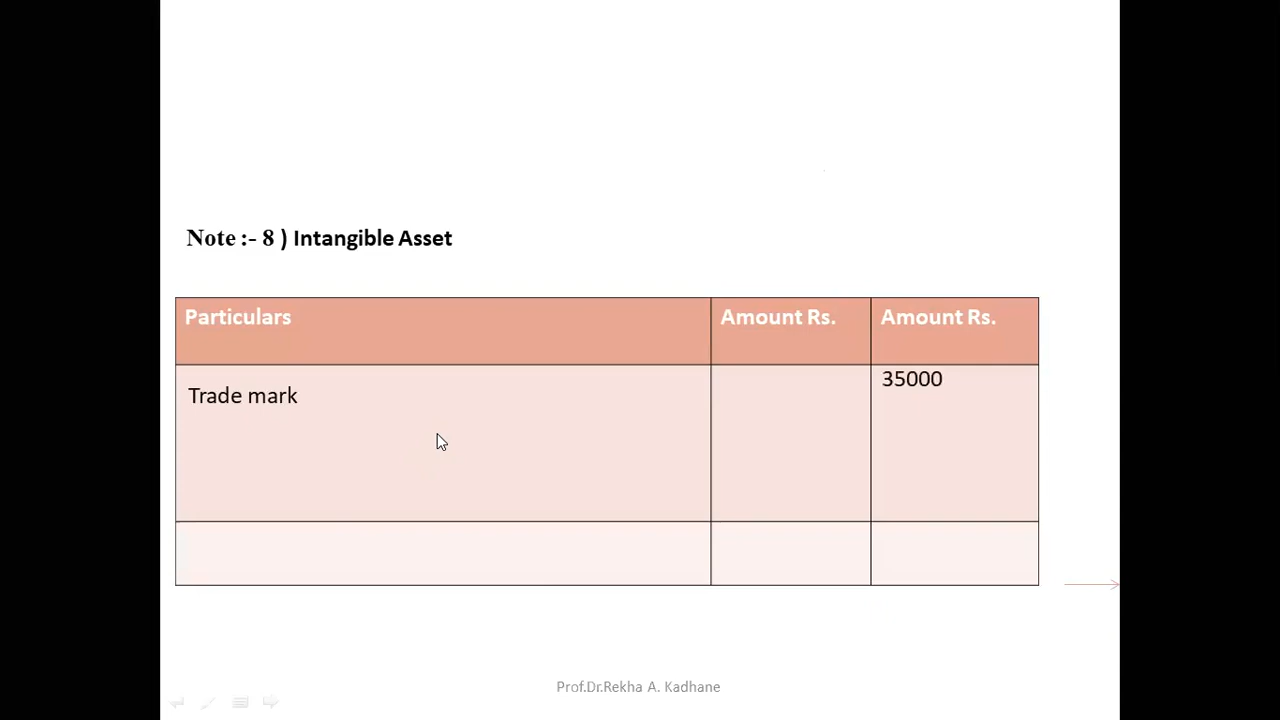 Note :- 8 ) Intangible Asset
Particulars Amount Rs. Amount Rs.
Trade mark 35000
Prof.Dr.Rekha A. Kadhane